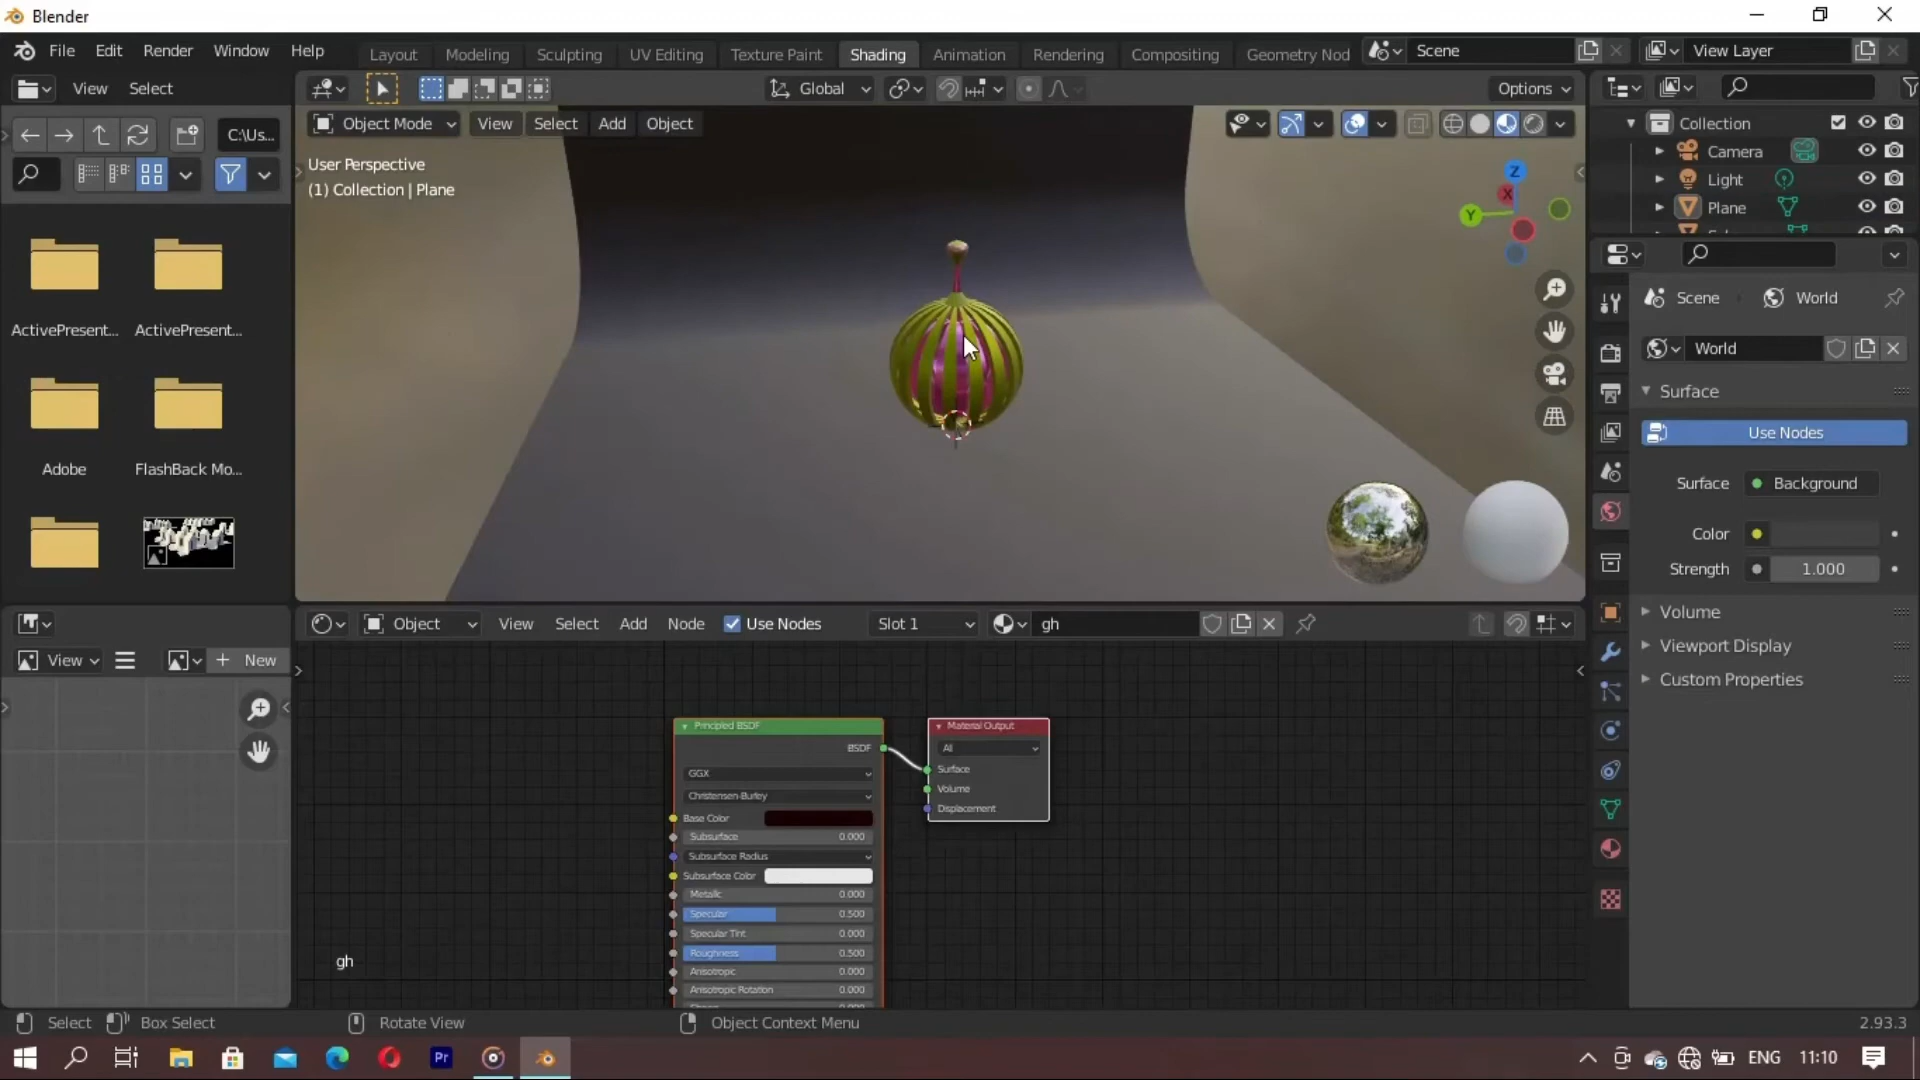 Blender
File Edit Render Window Help
Layout Modeling Sculpting UV Editing Texture Paint Shading Animation Rendering Compositing Geometry Nod
Scene
View Layer
View Select
Global
Options
C:\Us...
Object Mode View Select Add Object
User Perspective
(1) Collection | Plane
Z
X
Y
Collection
Camera
Light
Plane
ActivePresent... ActivePresent...
Adobe FlashBack Mo...
Scene World
World
Surface
Use Nodes
Surface Background
Color
Strength 1.000
Volume
Viewport Display
Custom Properties
Object View Select Add Node Use Nodes Slot 1 gh
View New
Principled BSDF
BSDF
GGX
Christensen-Burley
Base Color
Subsurface 0.000
Subsurface Radius
Subsurface Color
Metallic 0.000
Specular 0.500
Specular Tint 0.000
Roughness 0.500
Anisotropic 0.000
Anisotropic Rotation 0.000
Material Output
All
Surface
Volume
Displacement
gh
Select Box Select Rotate View Object Context Menu 2.93.3
Pr
ENG 11:10